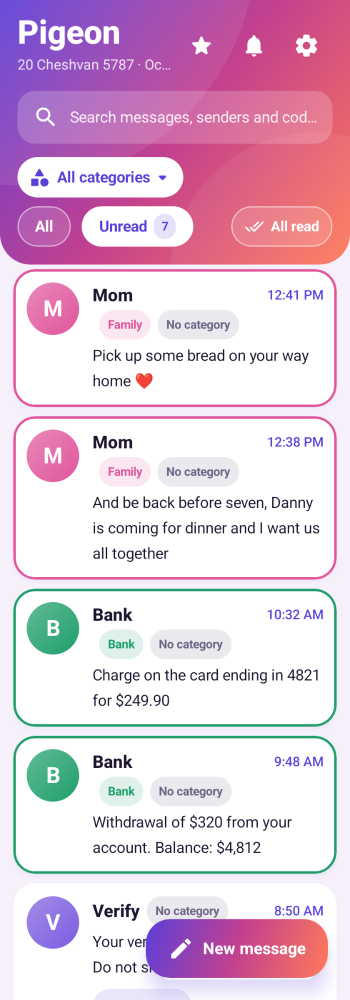 Pigeon
20 Cheshvan 5787 · Oc...
Search messages, senders and cod...
All categories
All
Unread 7
All read
M
Mom
12:41 PM
Family
No category
Pick up some bread on your way
home ❤️
M
Mom
12:38 PM
Family
No category
And be back before seven, Danny
is coming for dinner and I want us
all together
B
Bank
10:32 AM
Bank
No category
Charge on the card ending in 4821
for $249.90
B
Bank
9:48 AM
Bank
No category
Withdrawal of $320 from your
account. Balance: $4,812
V
Verify
No category
8:50 AM
Your
Do not
New message